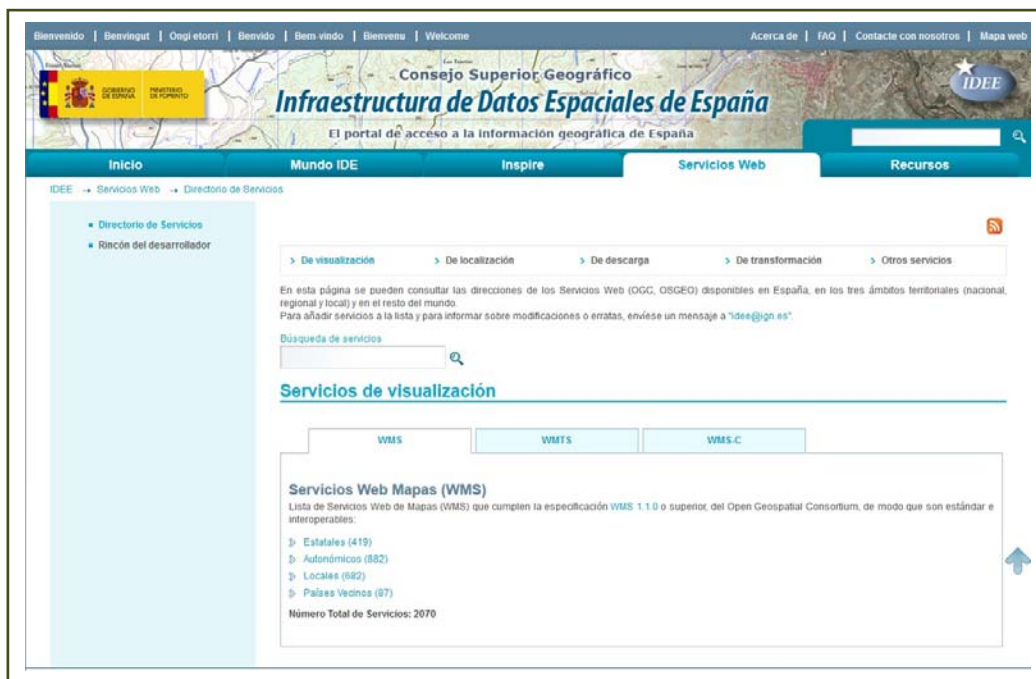 Bienvenido | Benvingut | Ongi etorri | Benvido | Bem-vindo | Bienvenu | Welcome
Acerca de | FAQ | Contacte con nosotros | Mapa web
GOBIERNO DE ESPAÑA
MINISTERIO DE FOMENTO
Consejo Superior Geográfico
Infraestructura de Datos Espaciales de España
El portal de acceso a la información geográfica de España
IDEE
Inicio Mundo IDE Inspire Servicios Web Recursos
IDEE → Servicios Web → Directorio de Servicios
Directorio de Servicios
Rincón del desarrollador
De visualización De localización De descarga De transformación Otros servicios
En esta página se pueden consultar las direcciones de los Servicios Web (OGC, OSGEO) disponibles en España, en los tres ámbitos territoriales (nacional,
regional y local) y en el resto del mundo.
Para añadir servicios a la lista y para informar sobre modificaciones o erratas, envíese un mensaje a "idee@ign.es".
Búsqueda de servicios
Servicios de visualización
WMS WMTS WMS-C
Servicios Web Mapas (WMS)
Lista de Servicios Web de Mapas (WMS) que cumplen la especificación WMS 1.1.0 o superior, del Open Geospatial Consortium, de modo que son estándar e
interoperables:
Estatales (419)
Autonómicos (882)
Locales (682)
Países Vecinos (87)
Número Total de Servicios: 2070